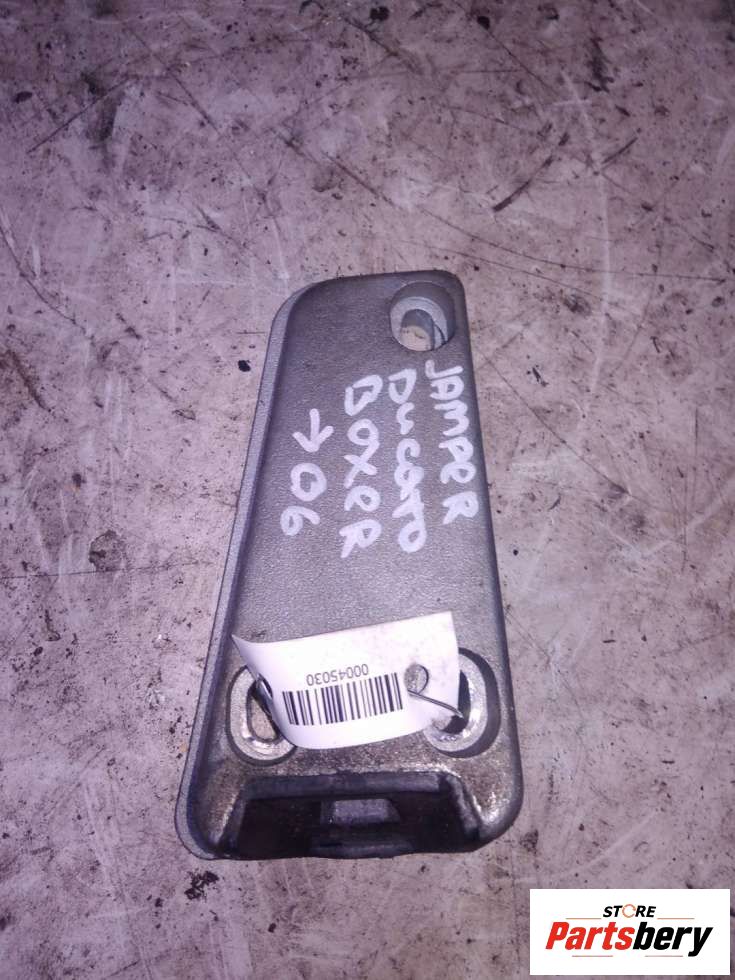 JAMPER
DucATO
BOXER
→06
00045030
STORE
Partsbery